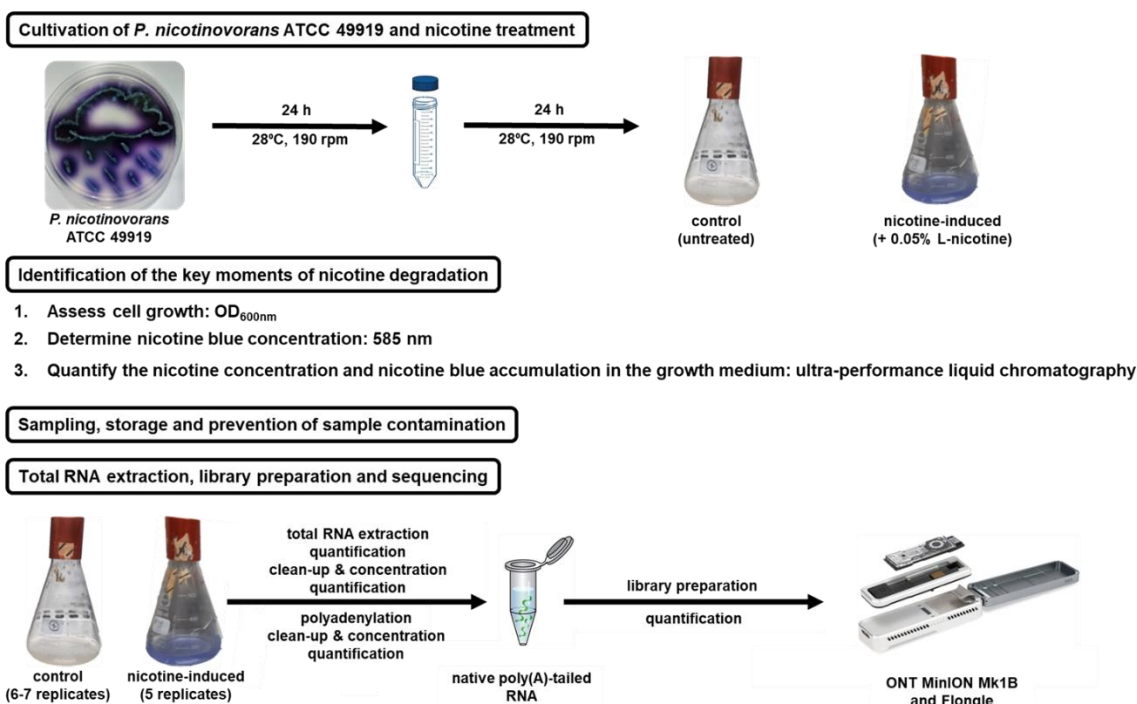 Cultivation of P. nicotinovorans ATCC 49919 and nicotine treatment
24 h
28ºC, 190 rpm
24 h
28ºC, 190 rpm
P. nicotinovorans
ATCC 49919
control
(untreated)
nicotine-induced
(+ 0.05% L-nicotine)
Identification of the key moments of nicotine degradation
1. Assess cell growth: OD600nm
2. Determine nicotine blue concentration: 585 nm
3. Quantify the nicotine concentration and nicotine blue accumulation in the growth medium: ultra-performance liquid chromatography
Sampling, storage and prevention of sample contamination
Total RNA extraction, library preparation and sequencing
total RNA extraction
quantification
clean-up & concentration
quantification
polyadenylation
clean-up & concentration
quantification
library preparation
quantification
control
(6-7 replicates)
nicotine-induced
(5 replicates)
native poly(A)-tailed
RNA
ONT MinION Mk1B
and Flongle